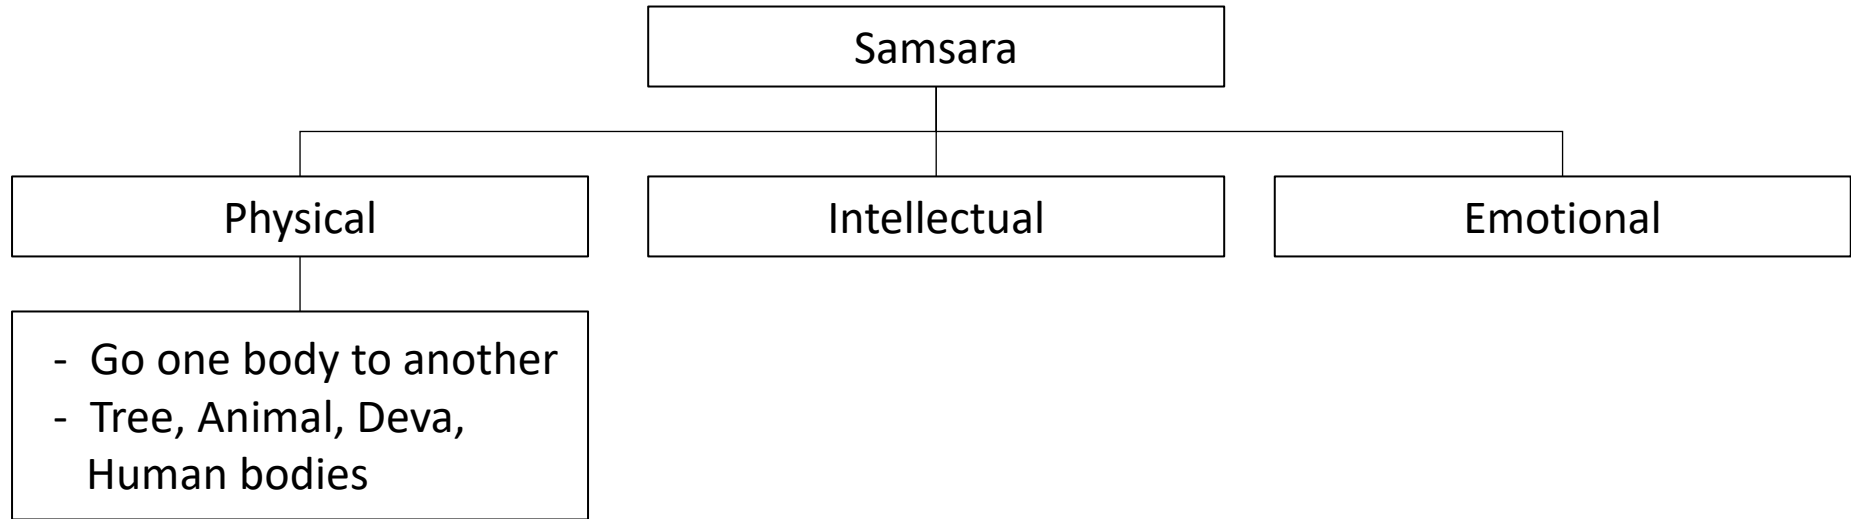 Samsara
Physical
Intellectual
Emotional
- Go one body to another
- Tree, Animal, Deva,
Human bodies